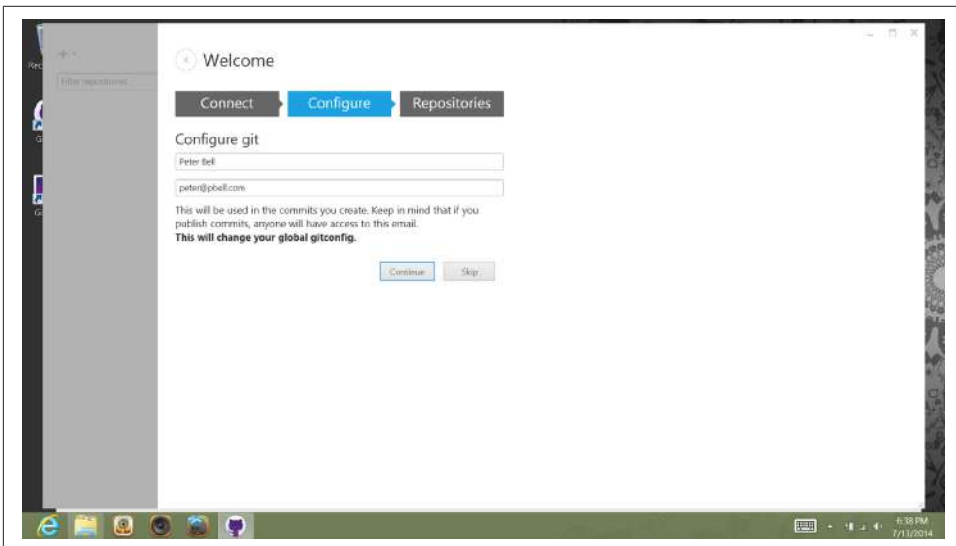 Welcome
Connect
Configure
Repositories
Filter repositories
Configure git
Peter Bell
peter@pbell.com
This will be used in the commits you create. Keep in mind that if you
publish commits, anyone will have access to this email.
This will change your global gitconfig.
Continue
Skip
6:38 PM
7/13/2014